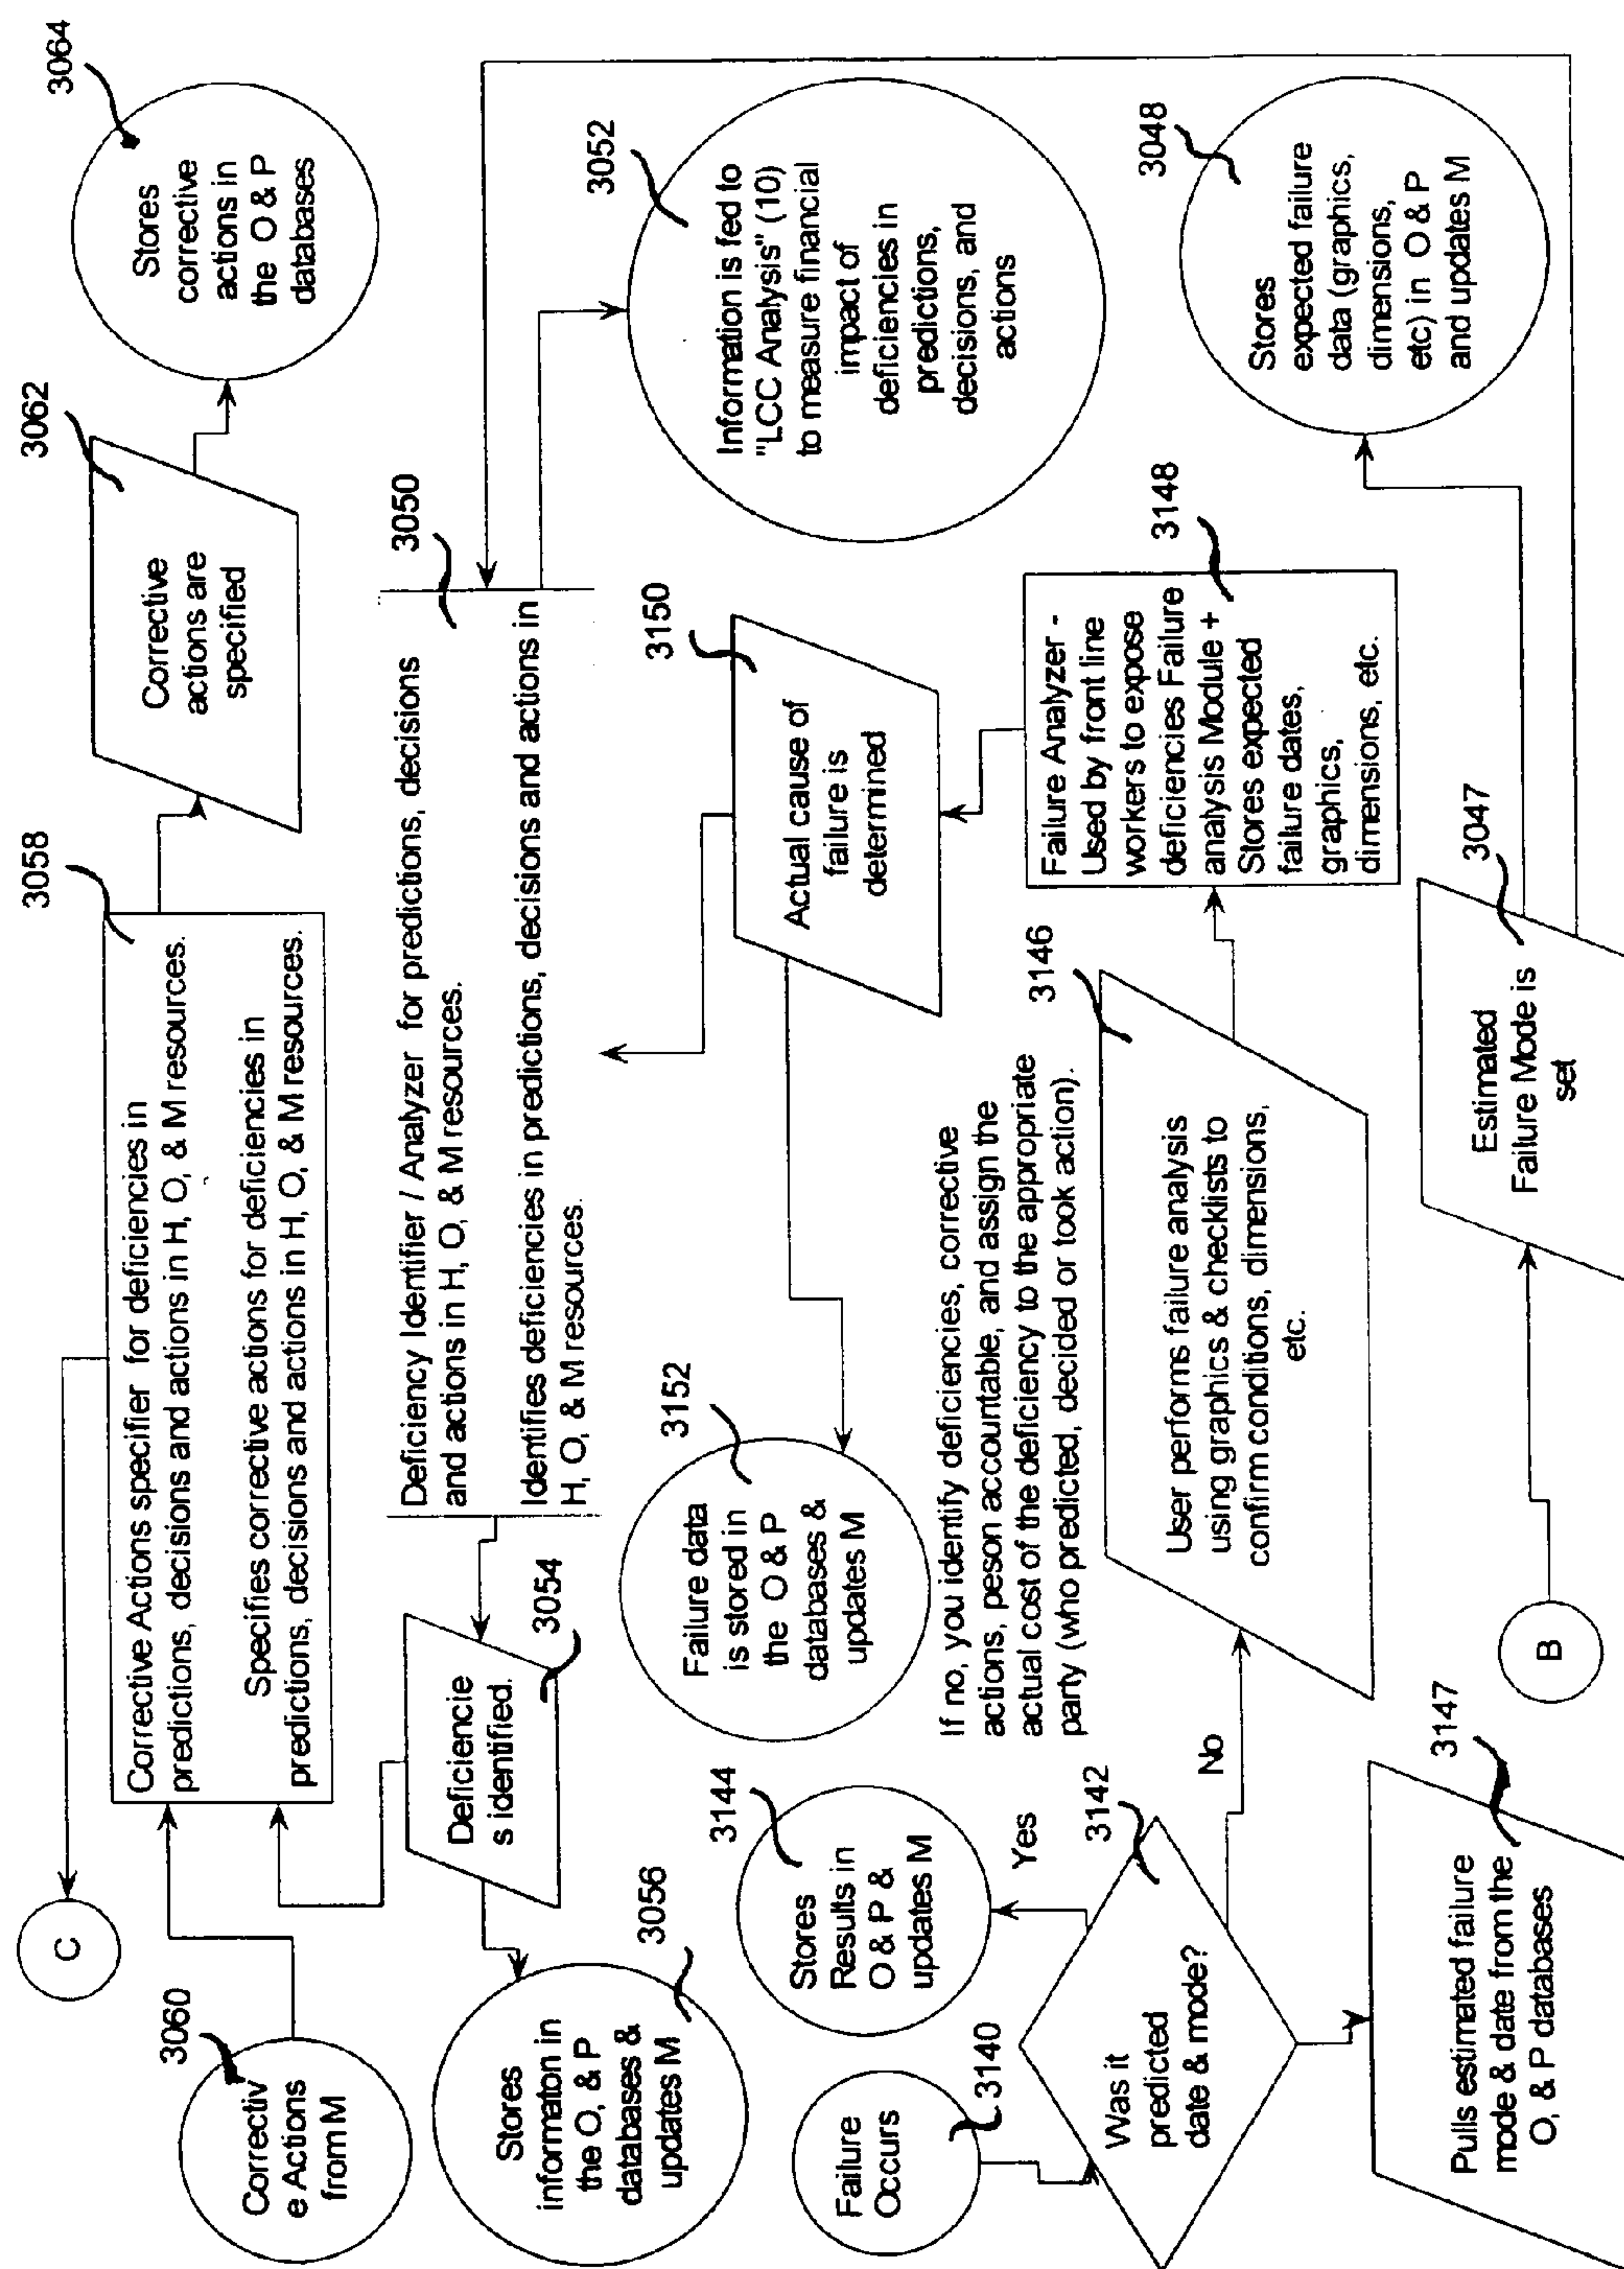 C
3058
3062
3064
Corrective Actions specifier for deficiencies in
predictions, decisions and actions in H, O, & M resources.
Specifies corrective actions for deficiencies in
predictions, decisions and actions in H, O, & M resources.
Corrective
actions are
specified
Stores
corrective
actions in
the O & P
databases
3060
Correctiv
e Actions
from M
Deficiencie
s identified.
3054
Deficiency Identifier / Analyzer for predictions, decisions
and actions in H, O, & M resources.
Identifies deficiencies in predictions, decisions and actions in
H, O, & M resources.
3050
Stores
informaton in
the O, & P
databases &
updates M
3056
3152
Failure data
is stored in
the O & P
databases &
updates M
3150
Actual cause of
failure is
determined
3052
Information is fed to
"LCC Analysis" (10)
to measure financial
impact of
deficiencies in
predictions,
decisions, and
actions
3144
Stores
Results in
O & P &
updates M
Yes
If no, you identify deficiencies, corrective
actions, peson accountable, and assign the
actual cost of the deficiency to the appropriate
party (who predicted, decided or took action).
Failure
Occurs
3140
3142
Was it
predicted
date & mode?
No
3146
User performs failure analysis
using graphics & checklists to
confirm conditions, dimensions,
etc.
3148
Failure Analyzer -
Used by front line
workers to expose
deficiencies Failure
analysis Module +
Stores expected
failure dates,
graphics,
dimensions, etc.
3048
Stores
expected failure
data (graphics,
dimensions,
etc) in O & P
and updates M
3147
Pulls estimated failure
mode & date from the
O, & P databases
B
3047
Estimated
Failure Mode is
set